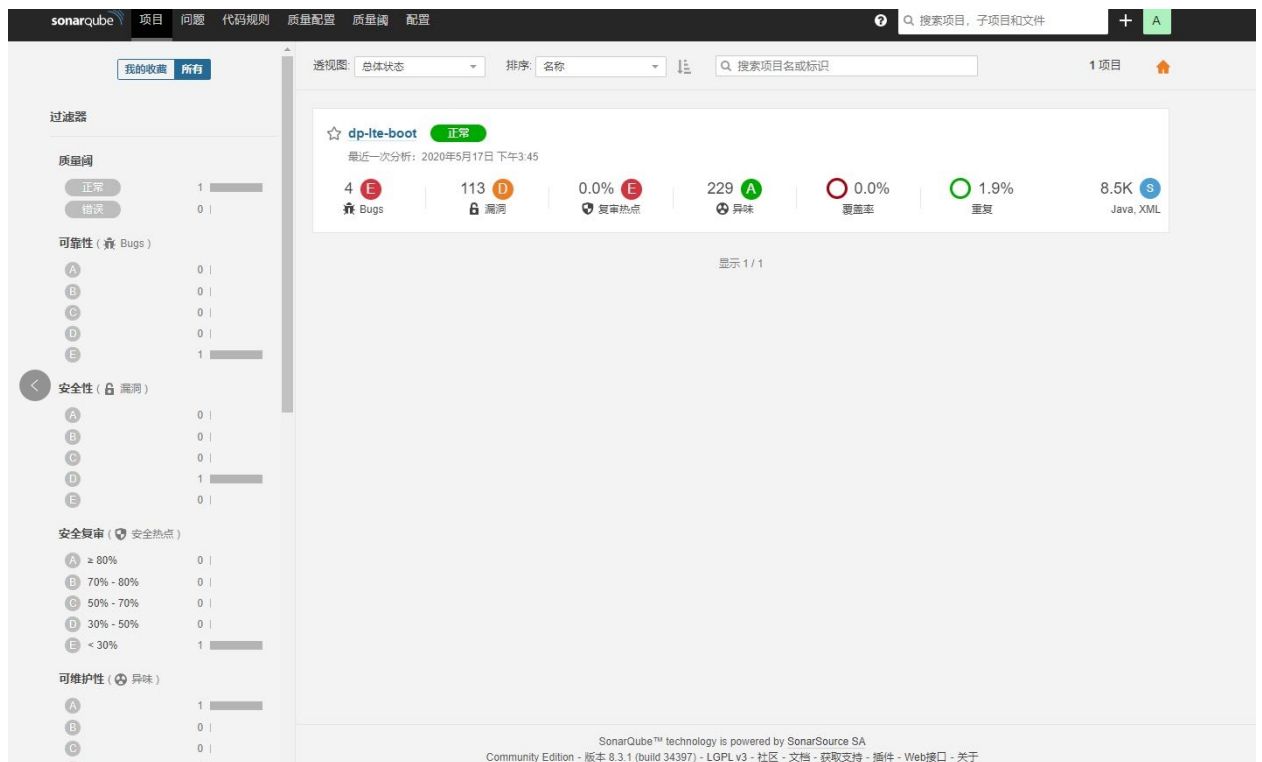 sonarqube 项目 问题 代码规则 质量配置 质量阈 配置 ? 搜索项目，子项目和文件 + A
我的收藏 所有
透视图: 总体状态 排序: 名称 搜索项目名或标识 1 项目
过滤器
质量阈
正常 1
错误 0
可靠性 ( Bugs )
A 0
B 0
C 0
D 0
E 1
安全性 ( 漏洞 )
A 0
B 0
C 0
D 1
E 0
安全复审 ( 安全热点 )
A ≥ 80% 0
B 70% - 80% 0
C 50% - 70% 0
D 30% - 50% 0
E < 30% 1
可维护性 ( 异味 )
A 1
B 0
C 0
dp-lte-boot 正常
最近一次分析：2020年5月17日 下午3:45
4 E 113 D 0.0% E 229 A 0.0% 1.9% 8.5K S
Bugs 漏洞 复审热点 异味 覆盖率 重复 Java, XML
显示 1 / 1
SonarQube™ technology is powered by SonarSource SA
Community Edition - 版本 8.3.1 (build 34397) - LGPL v3 - 社区 - 文档 - 获取支持 - 插件 - Web接口 - 关于